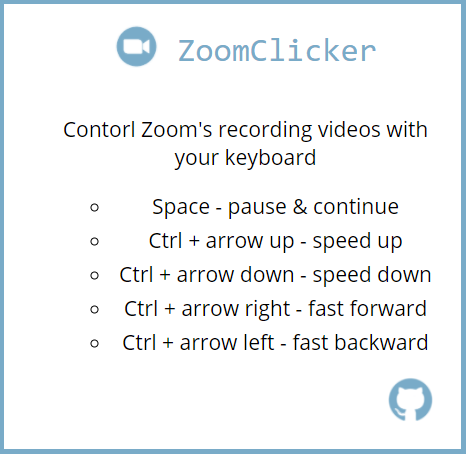 ZoomClicker
Contorl Zoom's recording videos with
your keyboard
Space - pause & continue
Ctrl + arrow up - speed up
Ctrl + arrow down - speed down
Ctrl + arrow right - fast forward
Ctrl + arrow left - fast backward